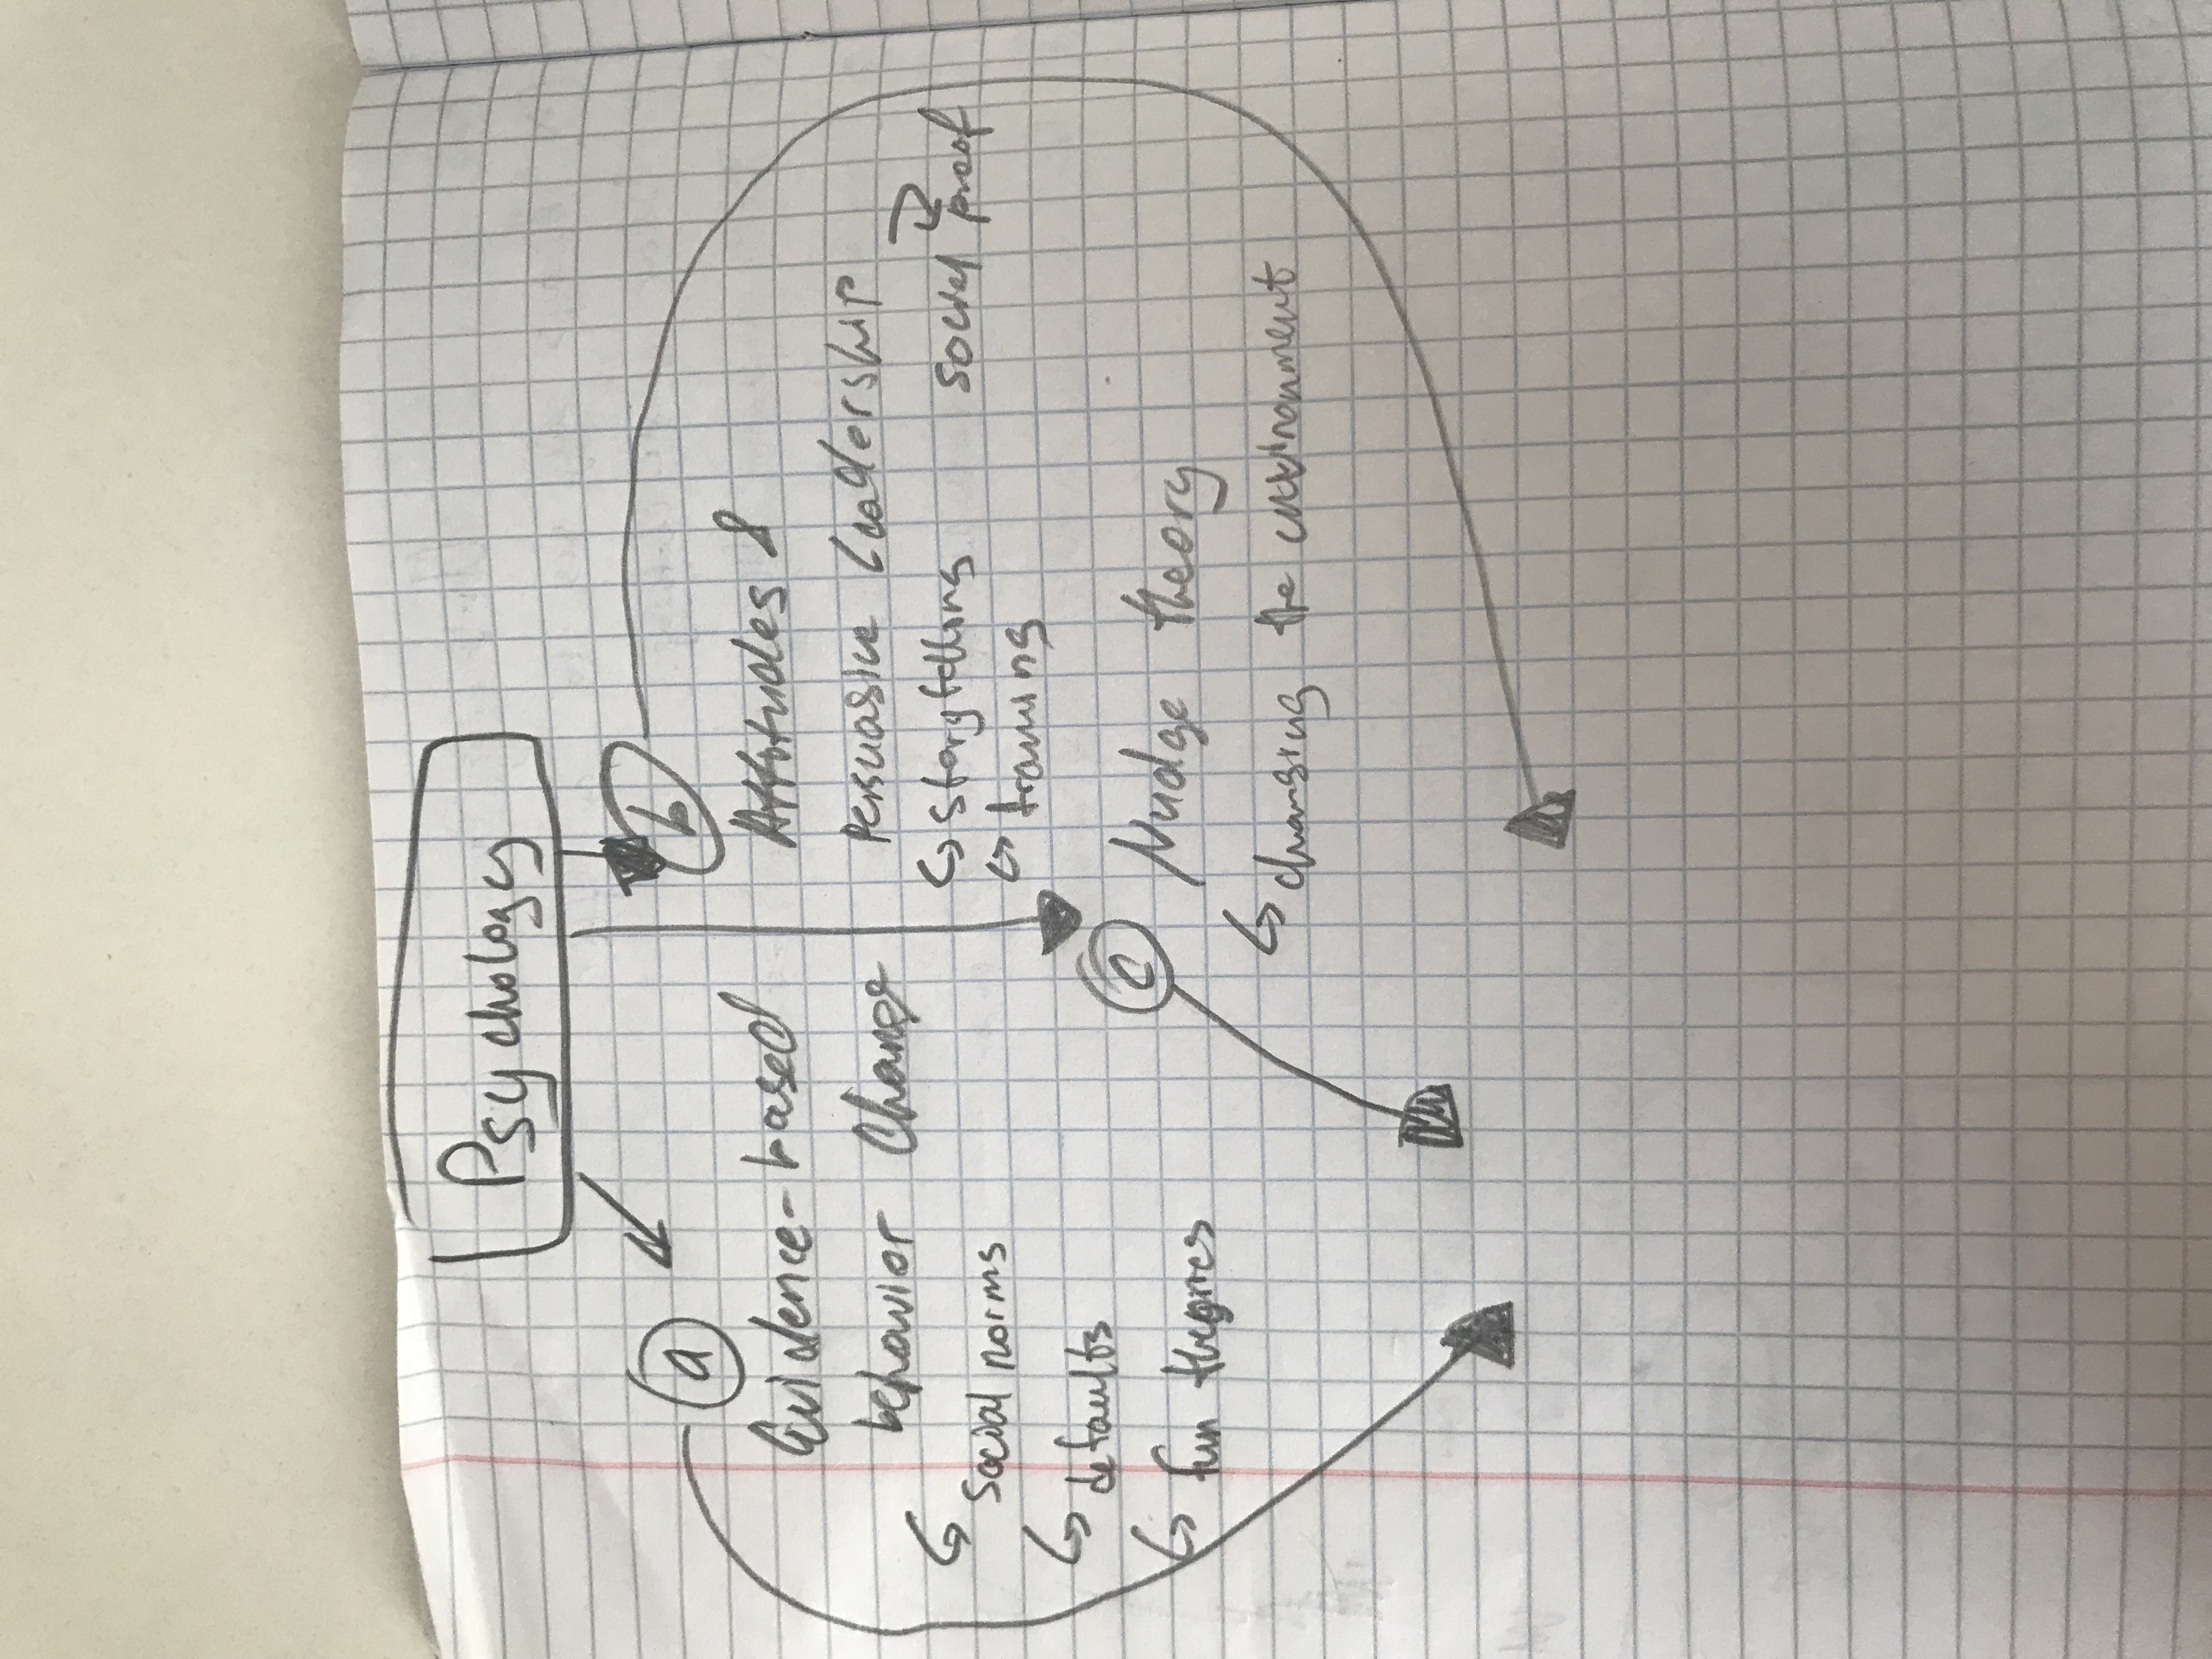 Psychology
a
Evidence-based
behavior change
social norms
defaults
fun theories
b
Attitudes &
Persuasive leadership
storytelling
social proof
c
Nudge theory
changing the environment